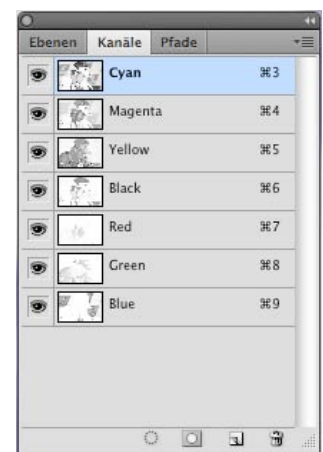 Ebenen Kanäle Pfade
Cyan ⌘3
Magenta ⌘4
Yellow ⌘5
Black ⌘6
Red ⌘7
Green ⌘8
Blue ⌘9